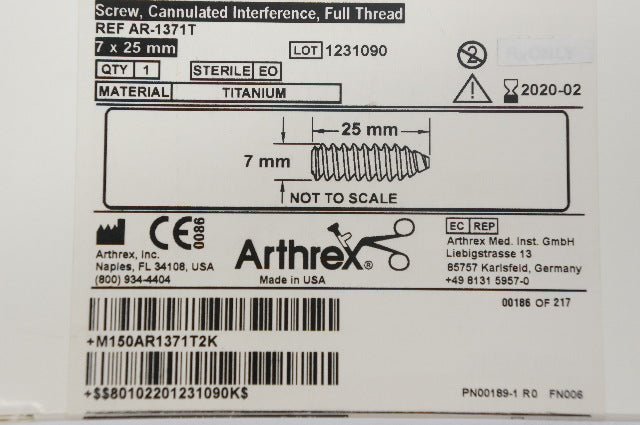 Screw, Cannulated Interference, Full Thread
REF AR-1371T
7 x 25 mm
LOT 1231090
2
QTY 1
STERILE EO
2020-02
MATERIAL TITANIUM
25 mm
7 mm
NOT TO SCALE
CE 0086
Arthrex, Inc.
Naples, FL 34108, USA
(800) 934-4404
Arthrex®
Made in USA
EC REP
Arthrex Med. Inst. GmbH
Liebigstrasse 13
85757 Karlsfeld, Germany
+49 8131 5957-0
00186 OF 217
+M150AR1371T2K
+$$80102201231090K$
PN00189-1 R0 FN006